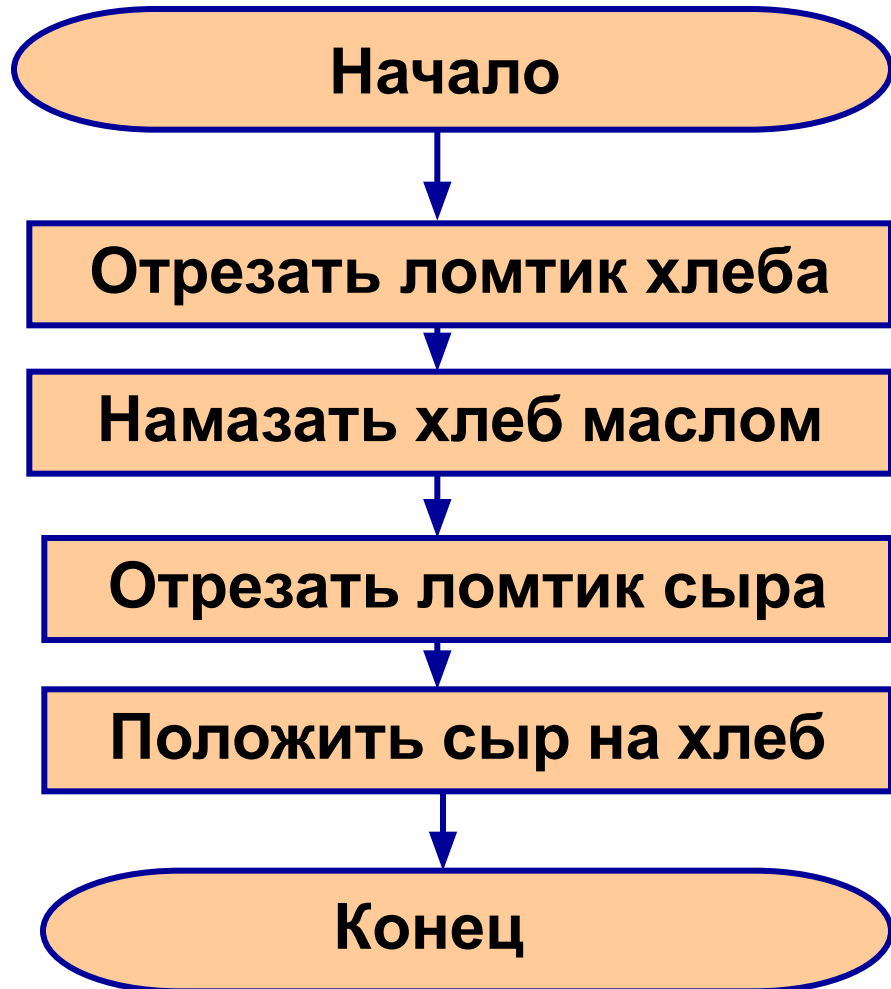 Начало
Отрезать ломтик хлеба
Намазать хлеб маслом
Отрезать ломтик сыра
Положить сыр на хлеб
Конец